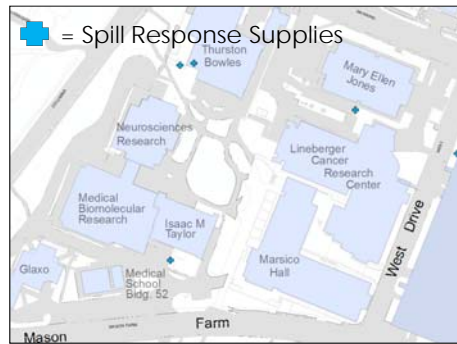 = Spill Response Supplies
Thurston
Bowles
Mary Ellen
Jones
Neurosciences
Research
Lineberger
Cancer
Research
Center
Medical
Biomolecular
Research
Isaac M
Taylor
West Drive
Glaxo
Medical
School
Bldg. 52
Marsico
Hall
Mason
Farm